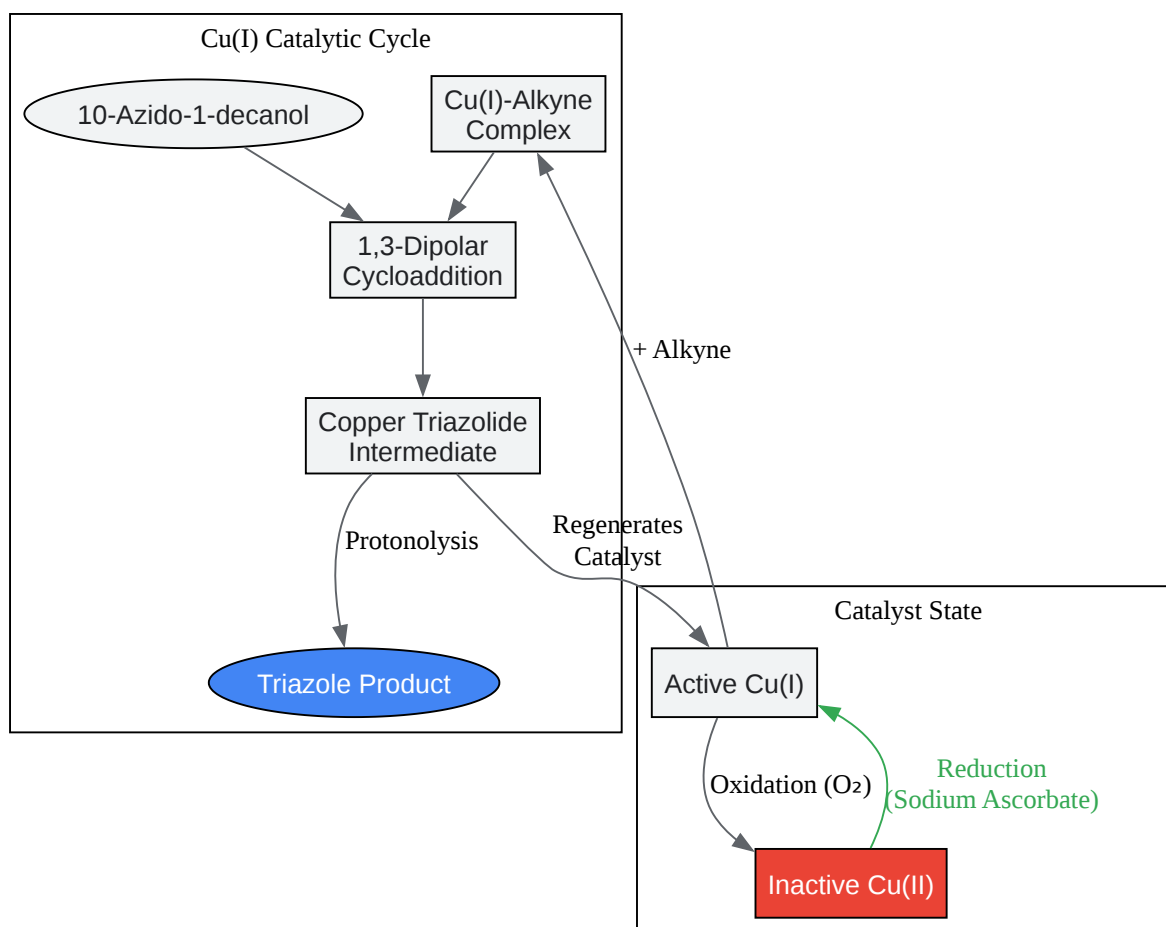 Cu(I) Catalytic Cycle
10-Azido-1-decanol
Cu(I)-Alkyne
Complex
1,3-Dipolar
Cycloaddition
+ Alkyne
Copper Triazolide
Intermediate
Protonolysis
Regenerates
Catalyst
Triazole Product
Catalyst State
Active Cu(I)
Oxidation (O₂)
Reduction
(Sodium Ascorbate)
Inactive Cu(II)